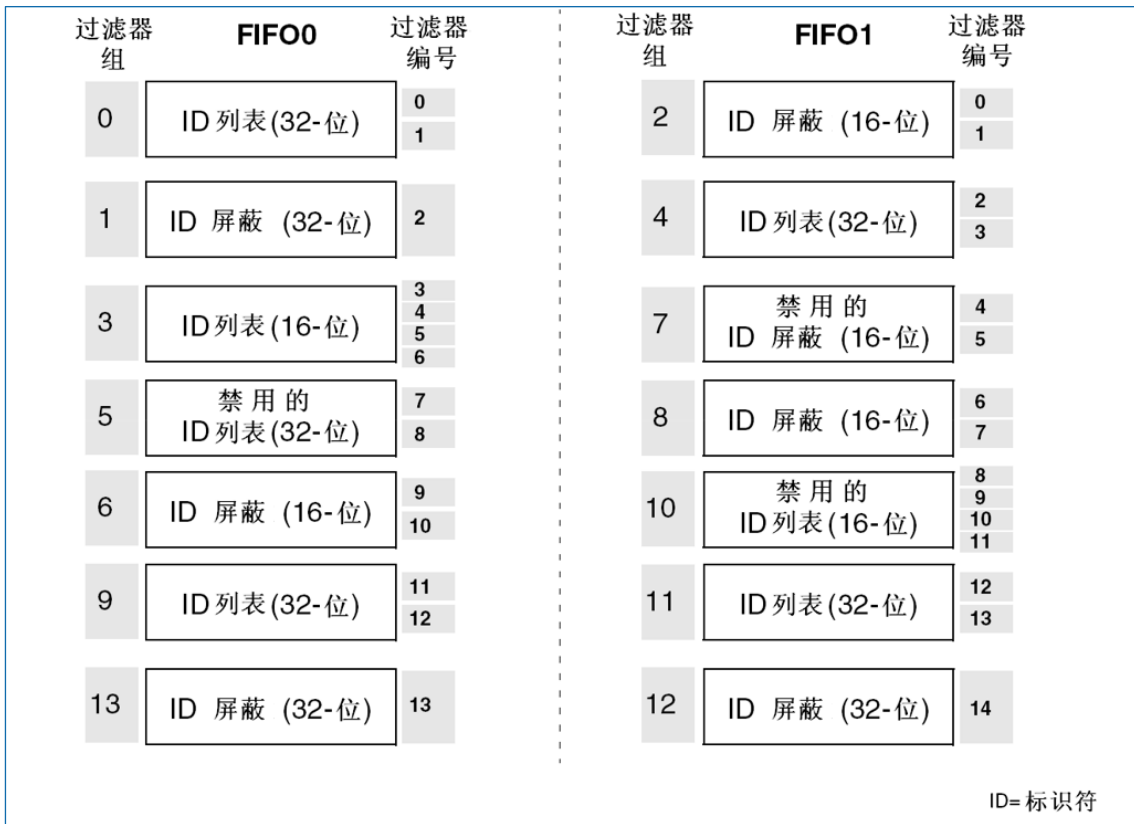 过滤器组 FIFO0 过滤器编号
0 ID列表(32-位) 0
1
1 ID 屏蔽 (32-位) 2
3 ID列表(16-位) 3
4
5
6
5 禁用的
ID列表(32-位) 7
8
6 ID 屏蔽 (16-位) 9
10
9 ID列表(32-位) 11
12
13 ID 屏蔽 (32-位) 13
过滤器组 FIFO1 过滤器编号
2 ID 屏蔽 (16-位) 0
1
4 ID列表(32-位) 2
3
7 禁用的
ID 屏蔽 (16-位) 4
5
8 ID 屏蔽 (16-位) 6
7
10 禁用的
ID列表(16-位) 8
9
10
11
11 ID列表(32-位) 12
13
12 ID 屏蔽 (32-位) 14
ID=标识符